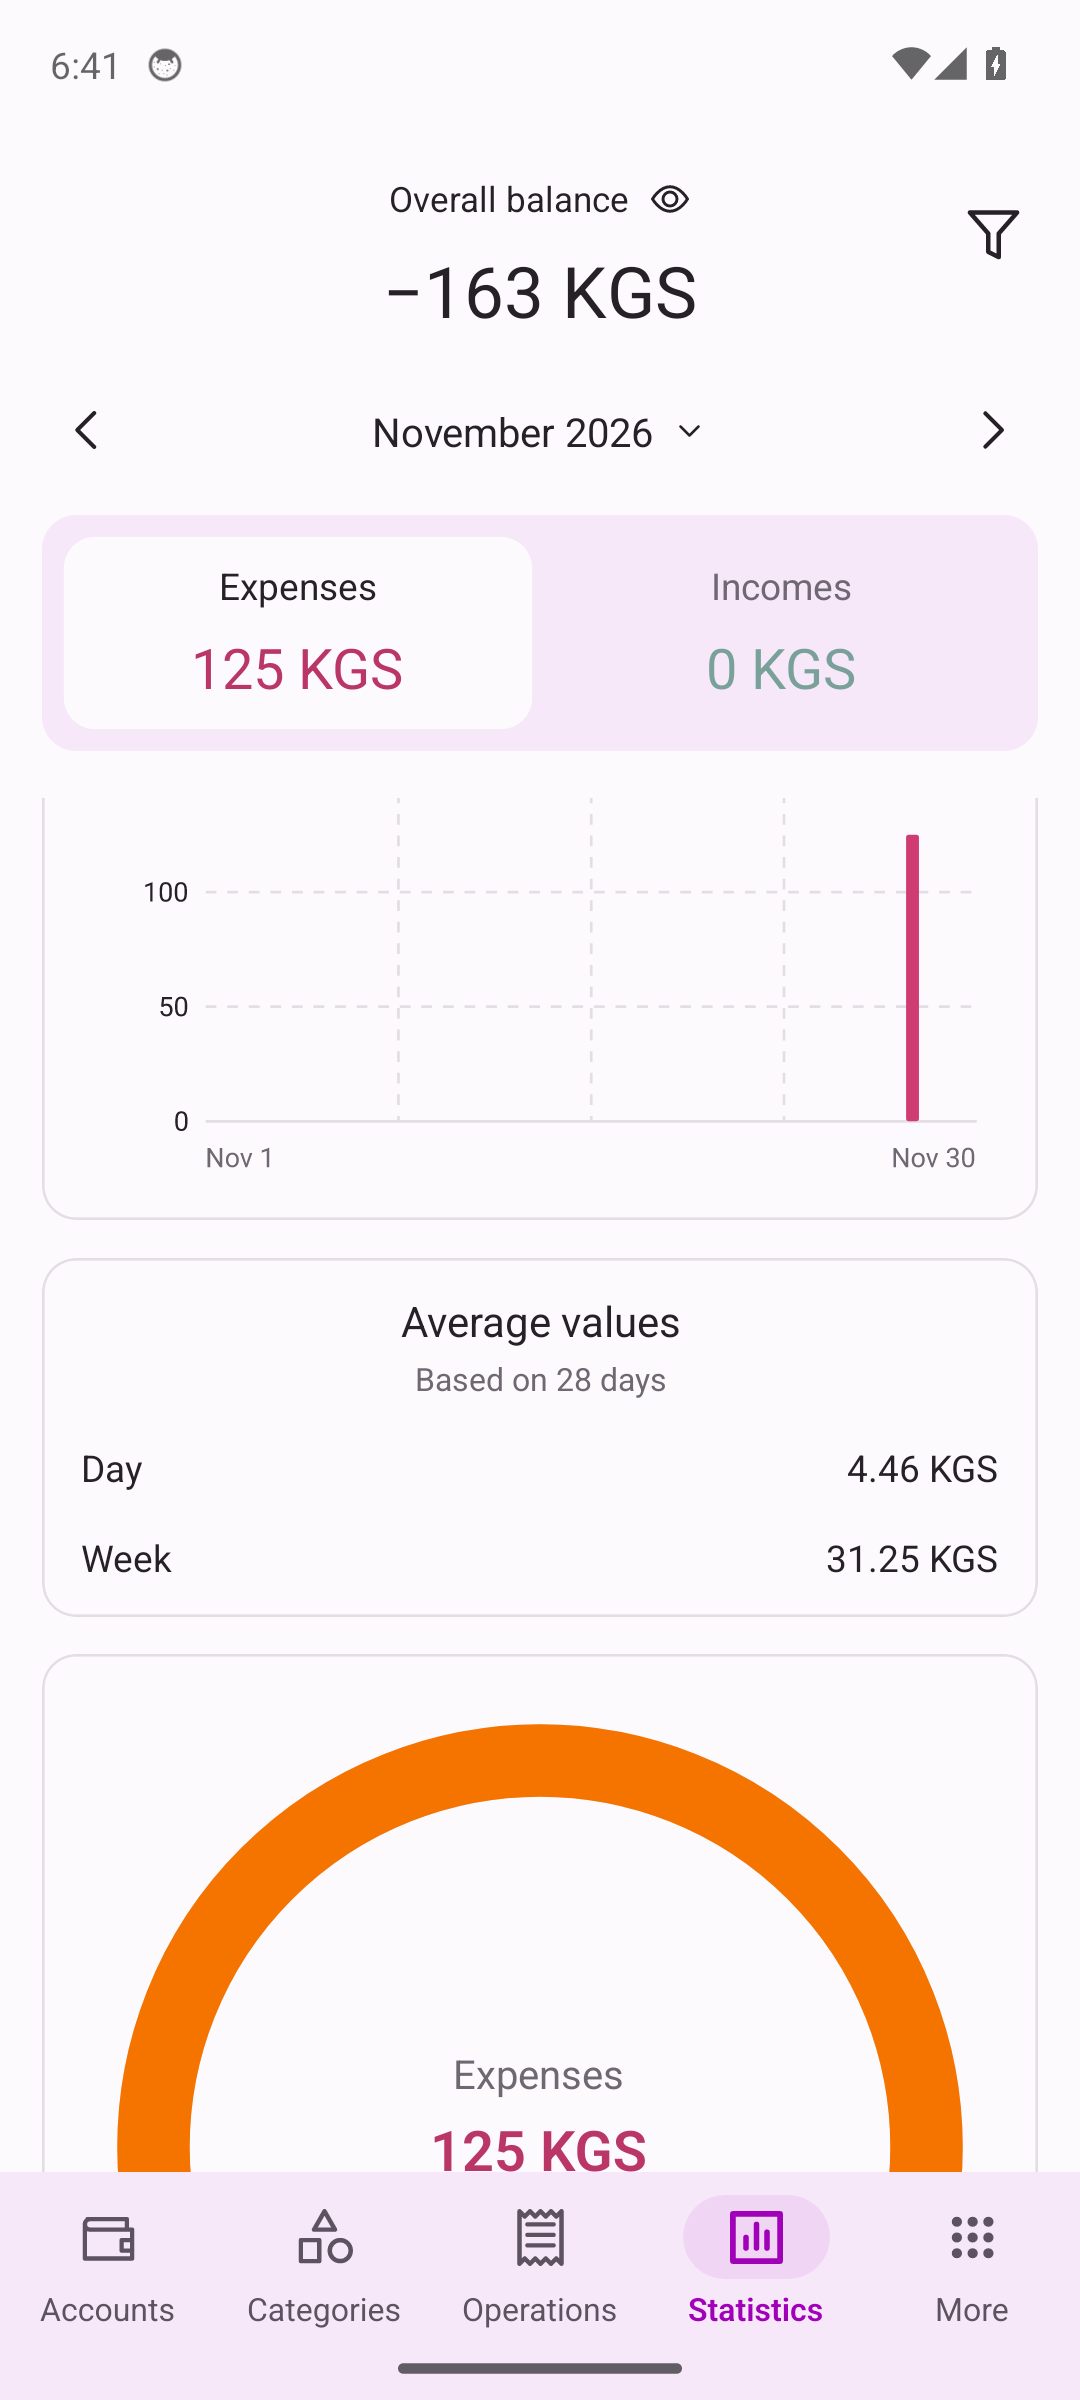 6:41
Overall balance
−163 KGS
November 2026
Expenses
125 KGS
Incomes
0 KGS
100
50
0
Nov 1
Nov 30
Average values
Based on 28 days
Day
4.46 KGS
Week
31.25 KGS
Expenses
125 KGS
Accounts
Categories
Operations
Statistics
More